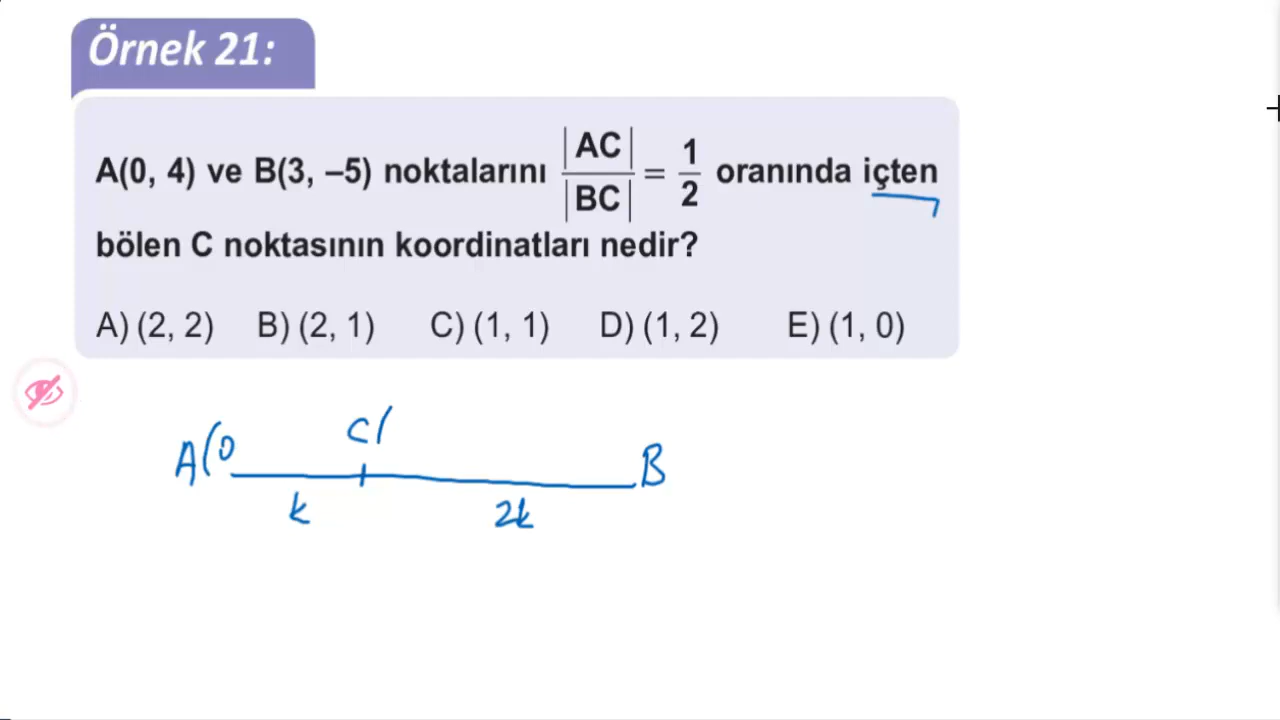 Örnek 21:
A(0, 4) ve B(3, –5) noktalarını |AC| / |BC| = 1/2 oranında içten
bölen C noktasının koordinatları nedir?
A) (2, 2) B) (2, 1) C) (1, 1) D) (1, 2) E) (1, 0)
A(0 C( B
k 2k